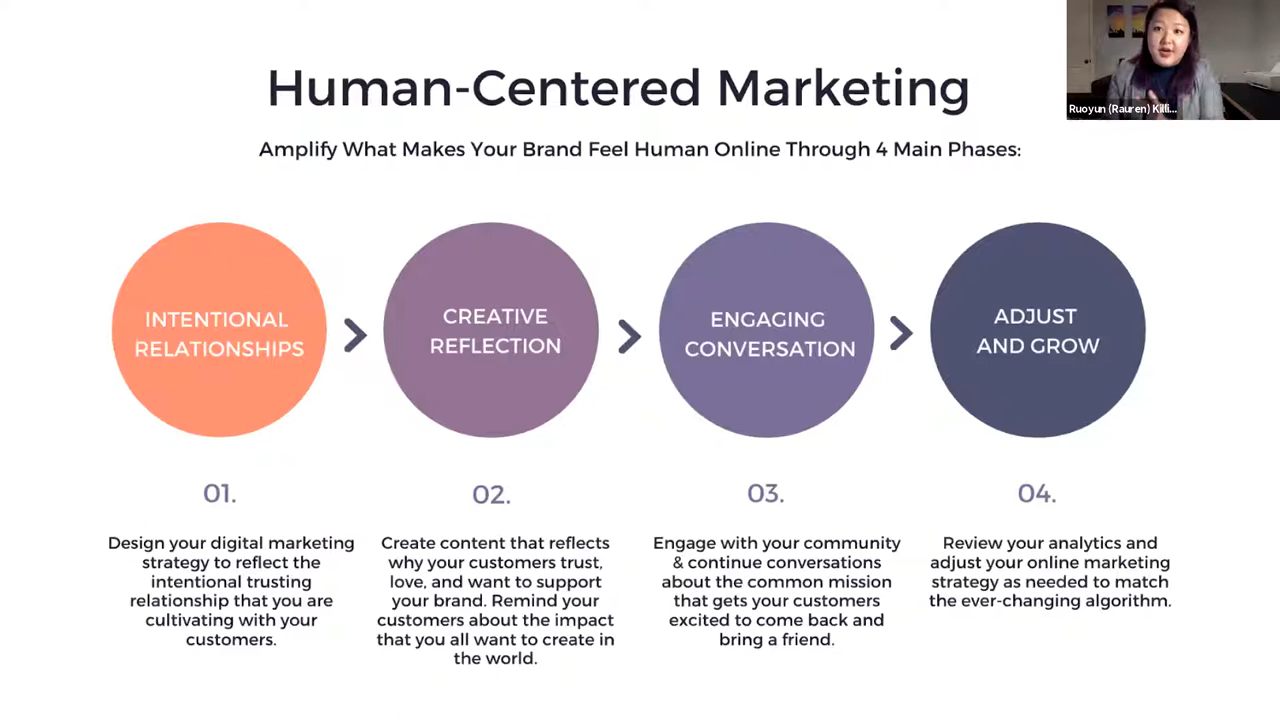 Human-Centered Marketing
Amplify What Makes Your Brand Feel Human Online Through 4 Main Phases:
Ruoyun (Rauren) Killi...
INTENTIONAL
RELATIONSHIPS
CREATIVE
REFLECTION
ENGAGING
CONVERSATION
ADJUST
AND GROW
01.
Design your digital marketing
strategy to reflect the
intentional trusting
relationship that you are
cultivating with your
customers.
02.
Create content that reflects
why your customers trust,
love, and want to support
your brand. Remind your
customers about the impact
that you all want to create in
the world.
03.
Engage with your community
& continue conversations
about the common mission
that gets your customers
excited to come back and
bring a friend.
04.
Review your analytics and
adjust your online marketing
strategy as needed to match
the ever-changing algorithm.